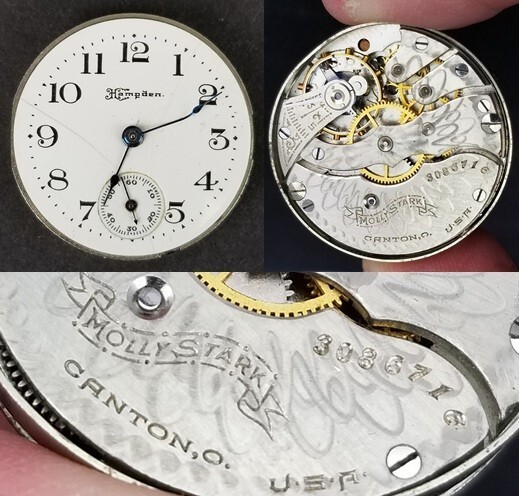 12
11 1
Hampden.
10 2
9 3
8 4
7 5
60
30
3086716
MOLLY STARK
CANTON, O. U.S.A.
MOLLY STARK
3086716
CANTON, O.
U.S.A.